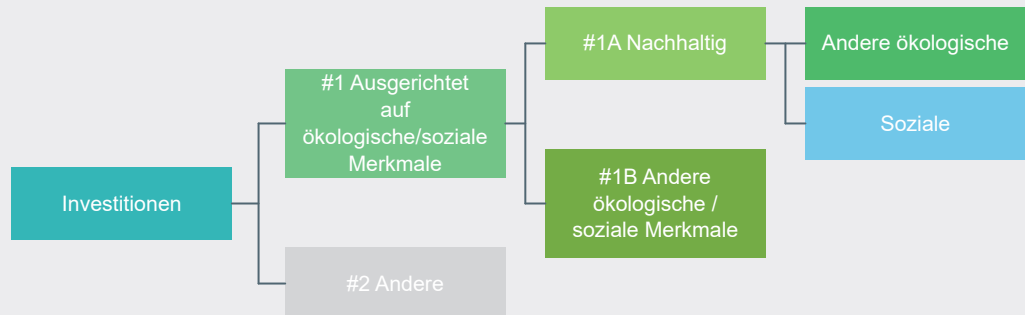 Investitionen
#1 Ausgerichtet
auf
ökologische/soziale
Merkmale
#2 Andere
#1A Nachhaltig
#1B Andere
ökologische /
soziale Merkmale
Andere ökologische
Soziale